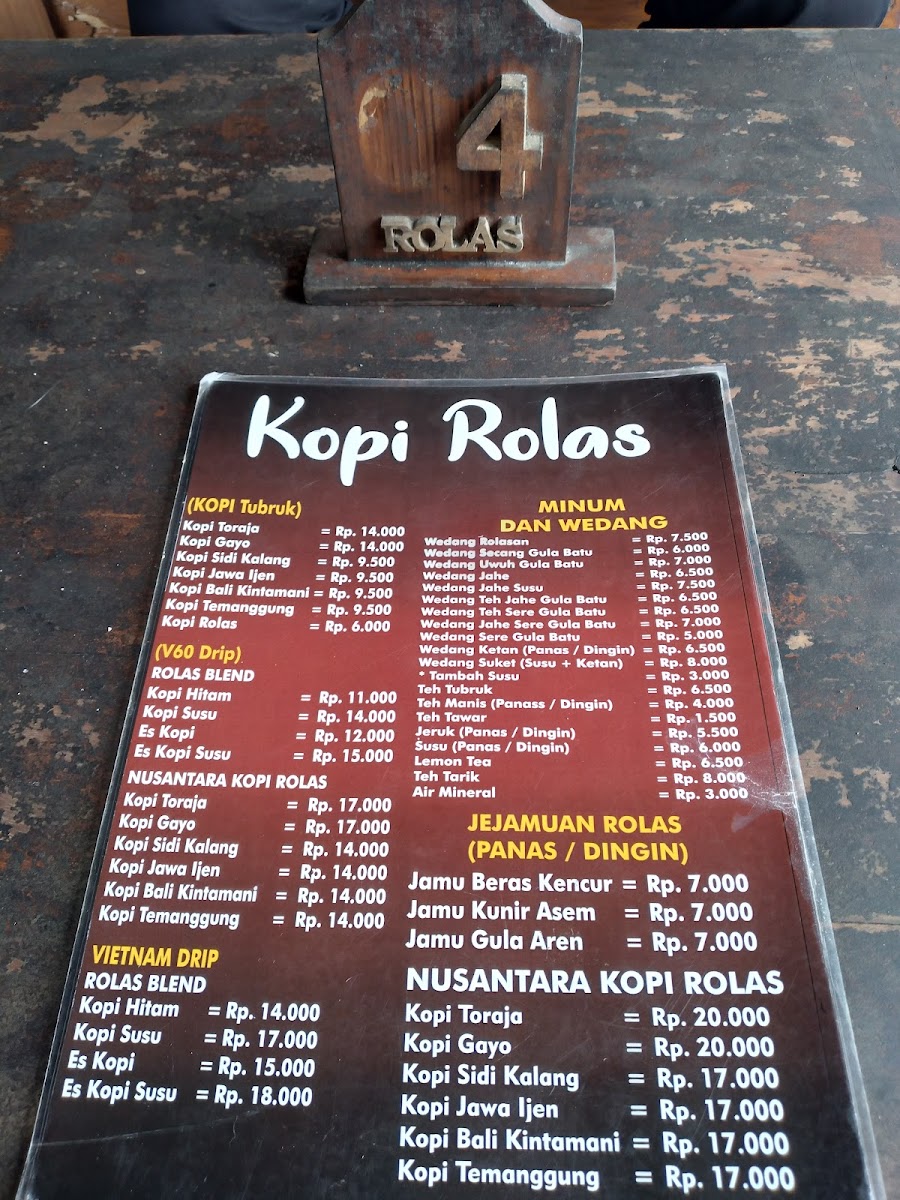 4
ROLAS
Kopi Rolas
(KOPI Tubruk)
Kopi Toraja = Rp. 14.000
Kopi Gayo = Rp. 14.000
Kopi Sidi Kalang = Rp. 9.500
Kopi Jawa Ijen = Rp. 9.500
Kopi Bali Kintamani = Rp. 9.500
Kopi Temanggung = Rp. 9.500
Kopi Rolas = Rp. 6.000
(V60 Drip)
ROLAS BLEND
Kopi Hitam = Rp. 11.000
Kopi Susu = Rp. 14.000
Es Kopi = Rp. 12.000
Es Kopi Susu = Rp. 15.000
NUSANTARA KOPI ROLAS
Kopi Toraja = Rp. 17.000
Kopi Gayo = Rp. 17.000
Kopi Sidi Kalang = Rp. 14.000
Kopi Jawa Ijen = Rp. 14.000
Kopi Bali Kintamani = Rp. 14.000
Kopi Temanggung = Rp. 14.000
VIETNAM DRIP
ROLAS BLEND
Kopi Hitam = Rp. 14.000
Kopi Susu = Rp. 17.000
Es Kopi = Rp. 15.000
Es Kopi Susu = Rp. 18.000
MINUM
DAN WEDANG
Wedang Rolasan = Rp. 7.500
Wedang Secang Gula Batu = Rp. 6.000
Wedang Uwuh Gula Batu = Rp. 7.000
Wedang Jahe = Rp. 6.500
Wedang Jahe Susu = Rp. 7.500
Wedang Teh Jahe Gula Batu = Rp. 6.500
Wedang Teh Sere Gula Batu = Rp. 6.500
Wedang Jahe Sere Gula Batu = Rp. 7.000
Wedang Sere Gula Batu = Rp. 5.000
Wedang Ketan (Panas / Dingin) = Rp. 6.500
Wedang Suket (Susu + Ketan) = Rp. 8.000
* Tambah Susu = Rp. 3.000
Teh Tubruk = Rp. 6.500
Teh Manis (Panass / Dingin) = Rp. 4.000
Teh Tawar = Rp. 1.500
Jeruk (Panas / Dingin) = Rp. 5.500
Susu (Panas / Dingin) = Rp. 6.000
Lemon Tea = Rp. 6.500
Teh Tarik = Rp. 8.000
Air Mineral = Rp. 3.000
JEJAMUAN ROLAS
(PANAS / DINGIN)
Jamu Beras Kencur = Rp. 7.000
Jamu Kunir Asem = Rp. 7.000
Jamu Gula Aren = Rp. 7.000
NUSANTARA KOPI ROLAS
Kopi Toraja = Rp. 20.000
Kopi Gayo = Rp. 20.000
Kopi Sidi Kalang = Rp. 17.000
Kopi Jawa Ijen = Rp. 17.000
Kopi Bali Kintamani = Rp. 17.000
Kopi Temanggung = Rp. 17.000